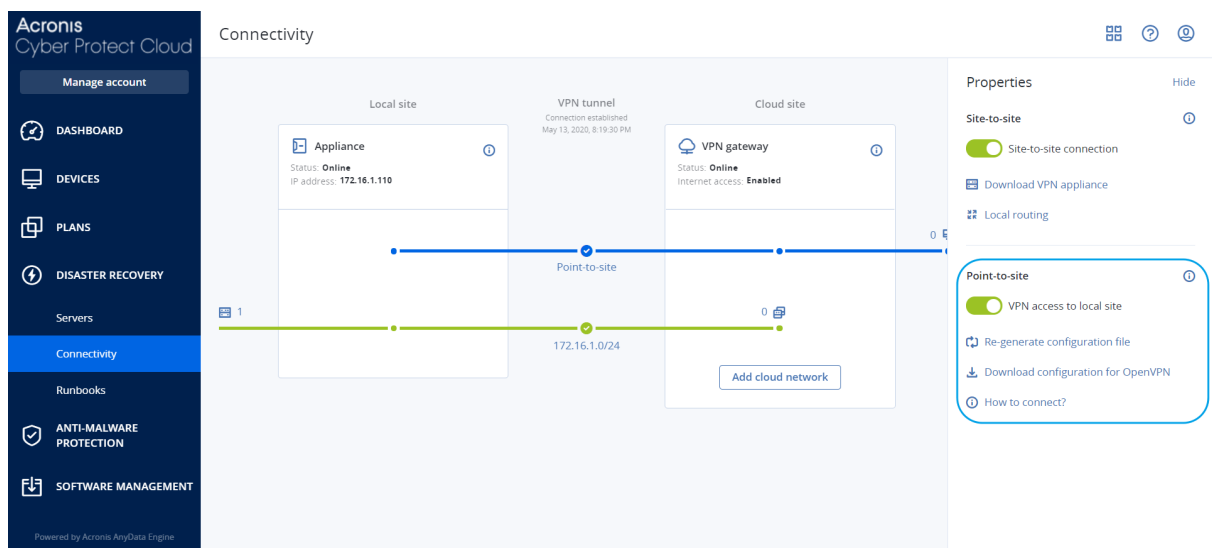 Acronis
Cyber Protect Cloud
Manage account
DASHBOARD
DEVICES
PLANS
DISASTER RECOVERY
Servers
Connectivity
Runbooks
ANTI-MALWARE
PROTECTION
SOFTWARE MANAGEMENT
Powered by Acronis AnyData Engine
Connectivity
Local site
VPN tunnel
Connection established
May 13, 2020, 8:19:30 PM
Cloud site
Appliance
Status: Online
IP address: 172.16.1.110
VPN gateway
Status: Online
Internet access: Enabled
0
Point-to-site
1
0
172.16.1.0/24
Add cloud network
Properties
Hide
Site-to-site
Site-to-site connection
Download VPN appliance
Local routing
Point-to-site
VPN access to local site
Re-generate configuration file
Download configuration for OpenVPN
How to connect?